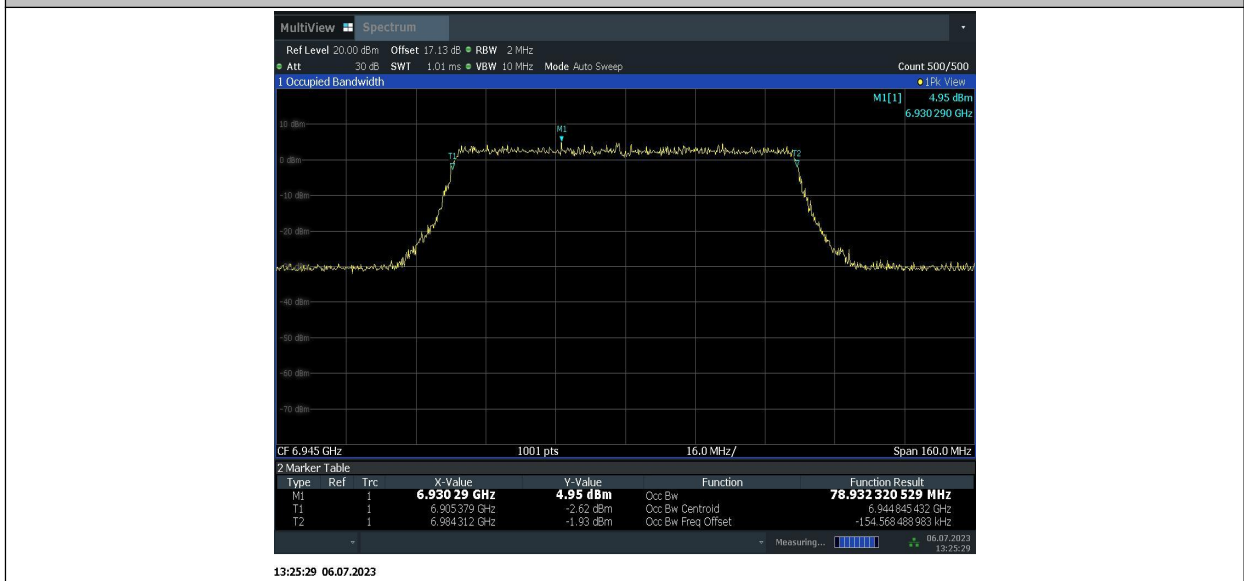 MultiView Spectrum
Ref Level 20.00 dBm Offset 17.13 dB RBW 2 MHz
Att 30 dB SWT 1.01 ms VBW 10 MHz Mode Auto Sweep Count 500/500
1 Occupied Bandwidth 1Pk View
M1[1] 4.95 dBm
6.930 290 GHz
10 dBm
M1
T1
T2
0 dBm
-10 dBm
-20 dBm
-40 dBm
-50 dBm
-60 dBm
-70 dBm
CF 6.945 GHz 1001 pts 16.0 MHz/ Span 160.0 MHz
2 Marker Table
Type Ref Trc X-Value Y-Value Function Function Result
M1 1 6.930 29 GHz 4.95 dBm Occ Bw 78.932 320 529 MHz
T1 1 6.905 379 GHz -2.62 dBm Occ Bw Centroid 6.944 845 432 GHz
T2 1 6.984 312 GHz -1.93 dBm Occ Bw Freq Offset -154.568 488 983 kHz
Measuring... 06.07.2023
13:25:29
13:25:29 06.07.2023